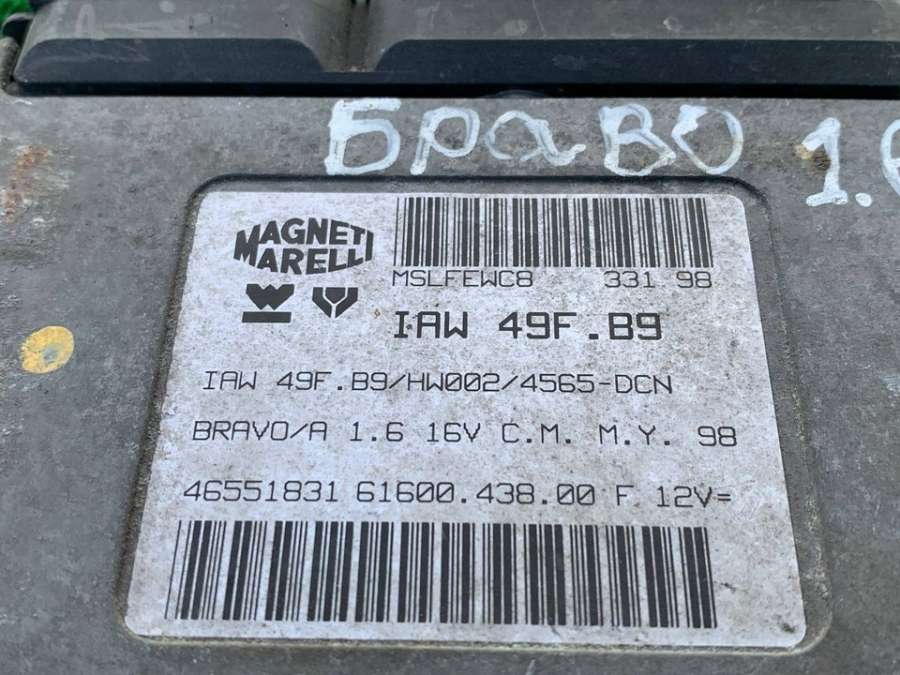 Браво 1.6
MAGNETI
MARELLI
MSLFEWC8 331 98
IAW 49F.B9
IAW 49F.B9/HW002/4565-DCN
BRAVO/A 1.6 16V C.M. M.Y. 98
46551831 61600.438.00 F 12V=